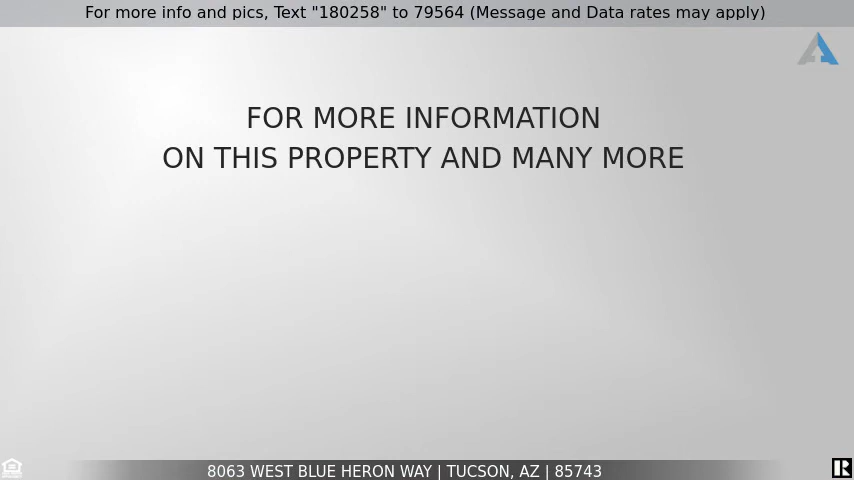 For more info and pics, Text "180258" to 79564 (Message and Data rates may apply)
FOR MORE INFORMATION
ON THIS PROPERTY AND MANY MORE
8063 WEST BLUE HERON WAY | TUCSON, AZ | 85743